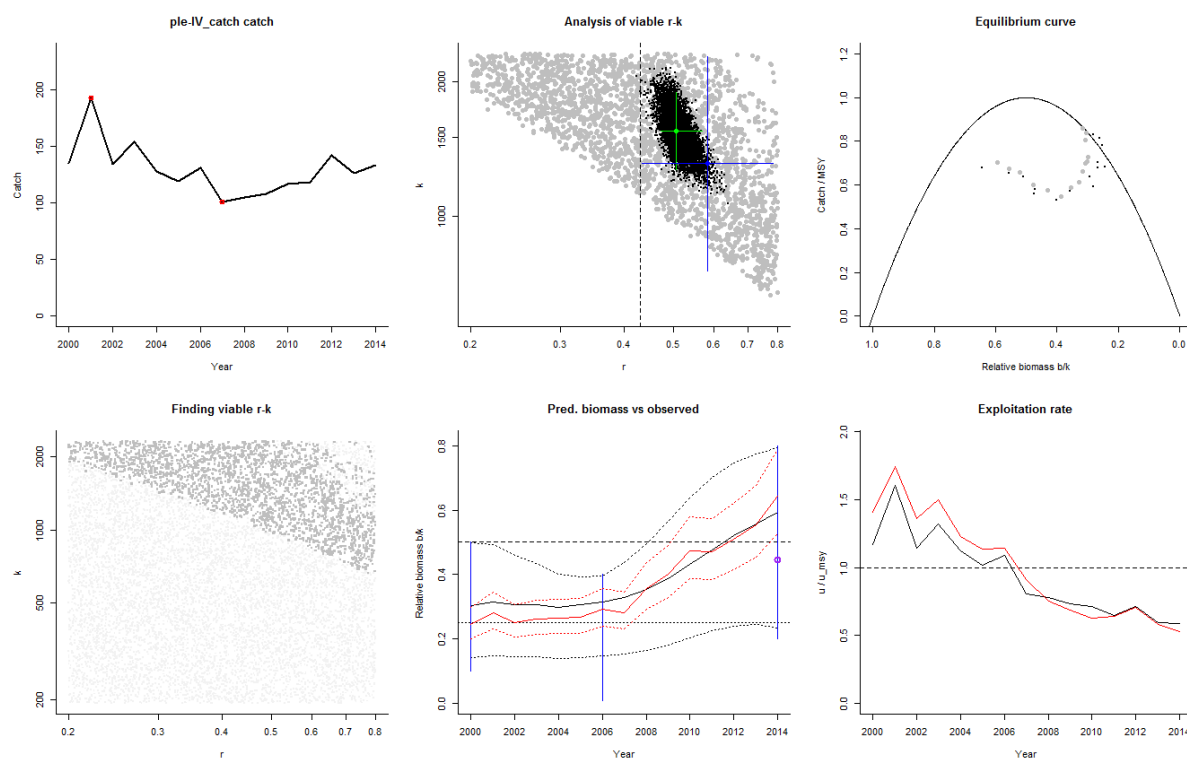 ple-IV_catch catch
Catch
200
150
100
50
0
2000 2002 2004 2006 2008 2010 2012 2014
Year
Analysis of viable r-k
k
2000
1500
1000
0.2 0.3 0.4 0.5 0.6 0.7 0.8
r
Equilibrium curve
Catch / MSY
1.2
1.0
0.8
0.6
0.4
0.2
0.0
1.0 0.8 0.6 0.4 0.2 0.0
Relative biomass b/k
Finding viable r-k
k
2000
1000
500
200
0.2 0.3 0.4 0.5 0.6 0.7 0.8
r
Pred. biomass vs observed
Relative biomass b/k
0.8
0.6
0.4
0.2
0.0
2000 2002 2004 2006 2008 2010 2012 2014
Year
Exploitation rate
u / u_msy
2.0
1.5
1.0
0.5
0.0
2000 2002 2004 2006 2008 2010 2012 2014
Year